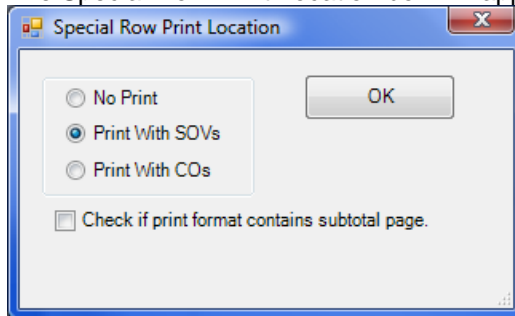 Special Row Print Location
No Print
OK
Print With SOVs
Print With COs
Check if print format contains subtotal page.